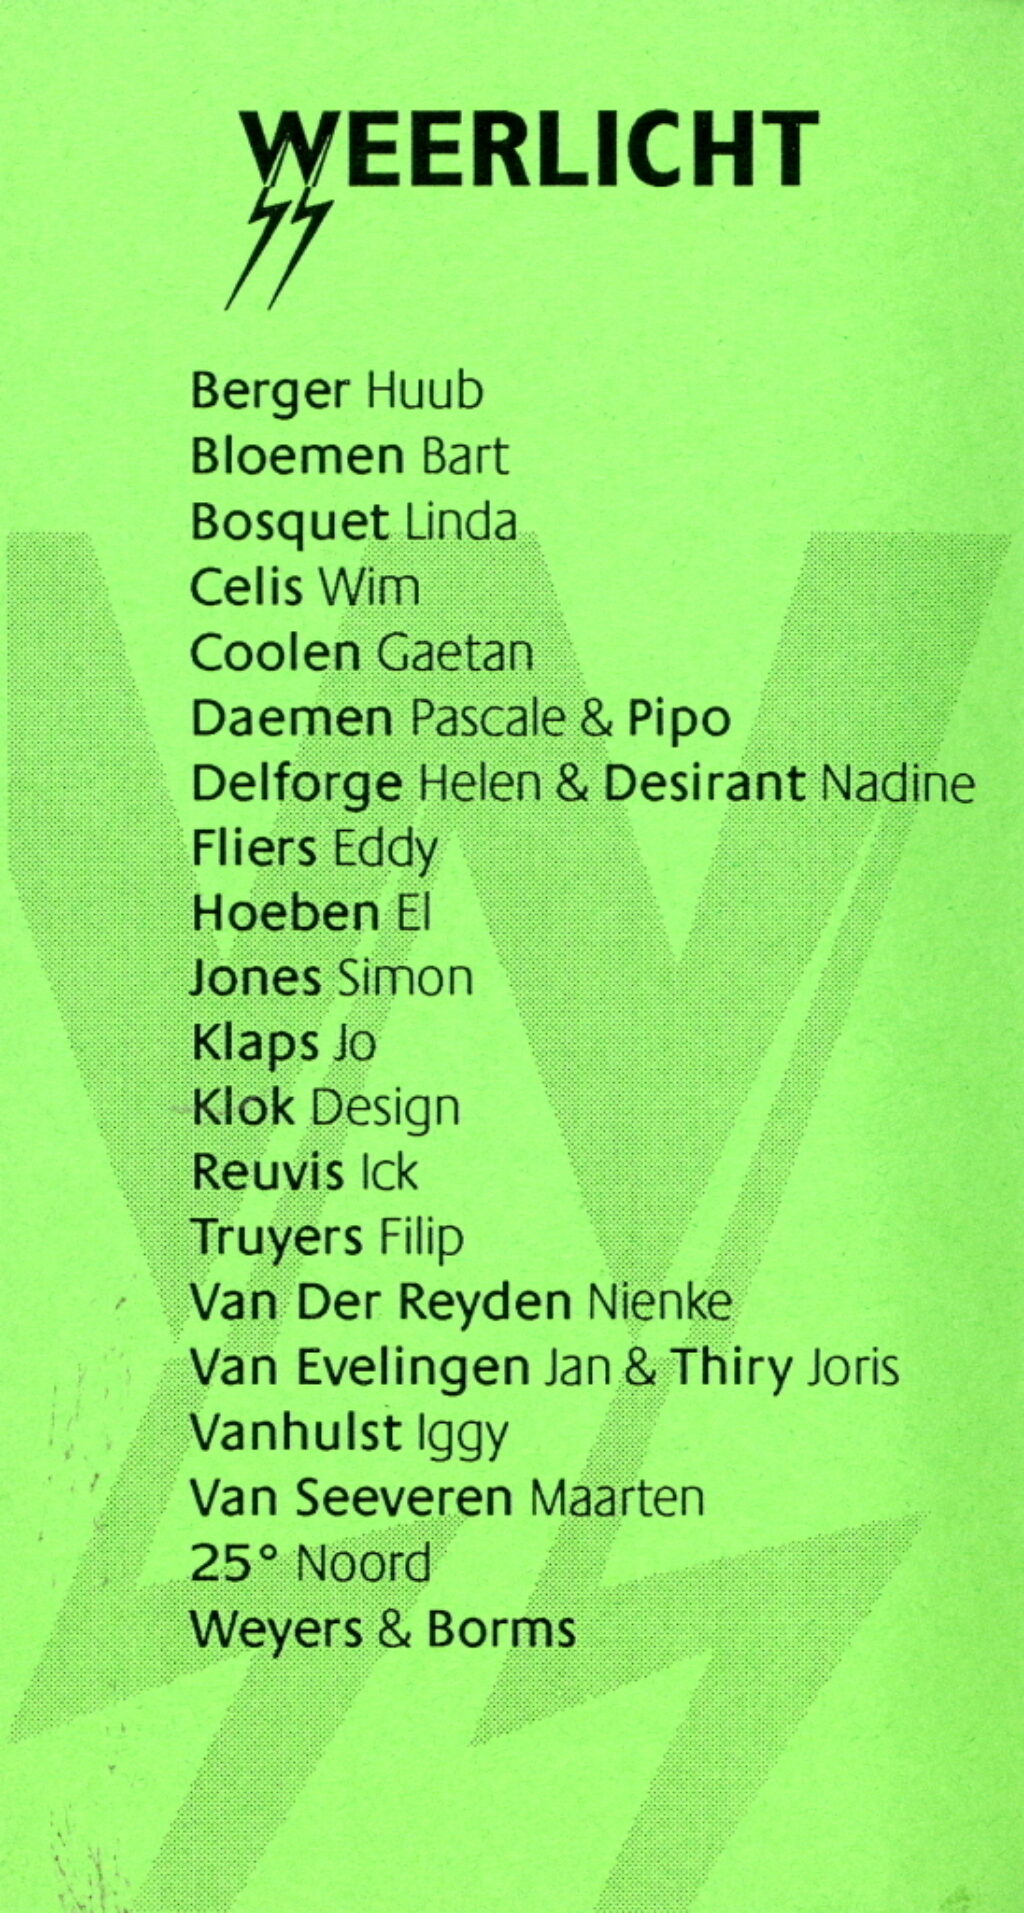 WEERLICHT
Berger Huub
Bloemen Bart
Bosquet Linda
Celis Wim
Coolen Gaetan
Daemen Pascale & Pipo
Delforge Helen & Desirant Nadine
Fliers Eddy
Hoeben El
Jones Simon
Klaps Jo
Klok Design
Reuvis Ick
Truyers Filip
Van Der Reyden Nienke
Van Evelingen Jan & Thiry Joris
Vanhulst Iggy
Van Seeveren Maarten
25° Noord
Weyers & Borms